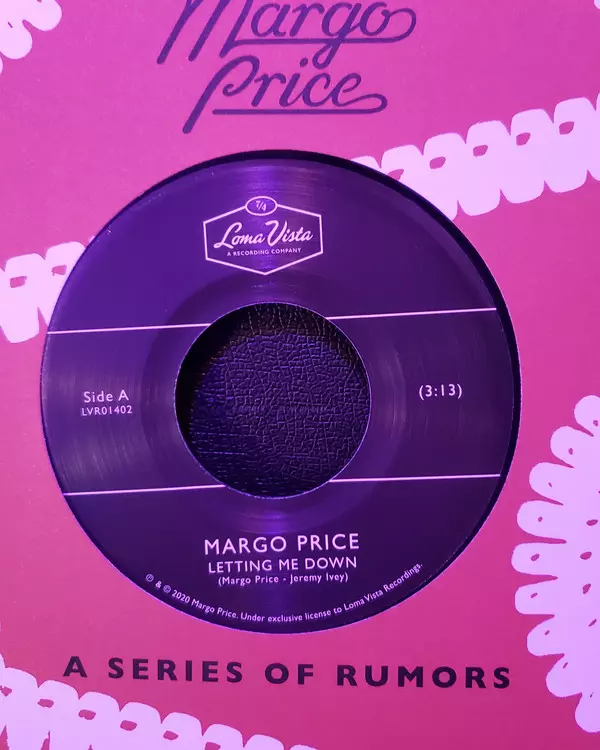 Margo
Price
7/4
Loma Vista
A RECORDING COMPANY
Side A
LVR01402
(3:13)
MARGO PRICE
LETTING ME DOWN
(Margo Price - Jeremy Ivey)
℗ & © 2020 Margo Price. Under exclusive license to Loma Vista Recordings.
A SERIES OF RUMORS